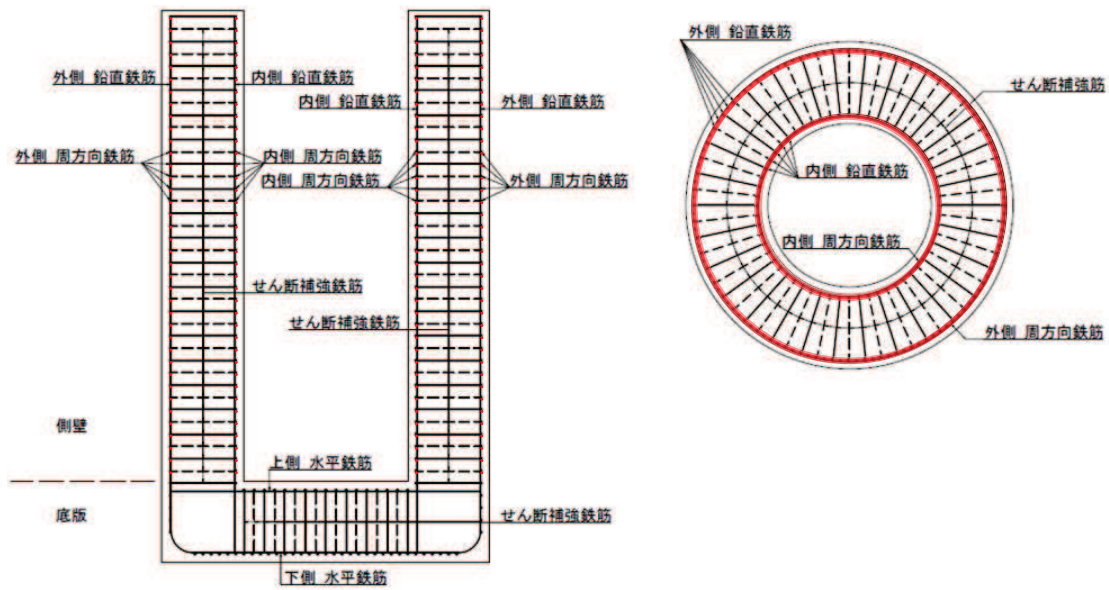 外側 鉛直鉄筋
内側 鉛直鉄筋
内側 鉛直鉄筋
外側 鉛直鉄筋
外側 周方向鉄筋
内側 周方向鉄筋
内側 周方向鉄筋
外側 周方向鉄筋
せん断補強鉄筋
せん断補強鉄筋
側壁
上側 水平鉄筋
底版
せん断補強鉄筋
下側 水平鉄筋
外側 鉛直鉄筋
せん断補強筋
内側 鉛直鉄筋
内側 周方向鉄筋
外側 周方向鉄筋